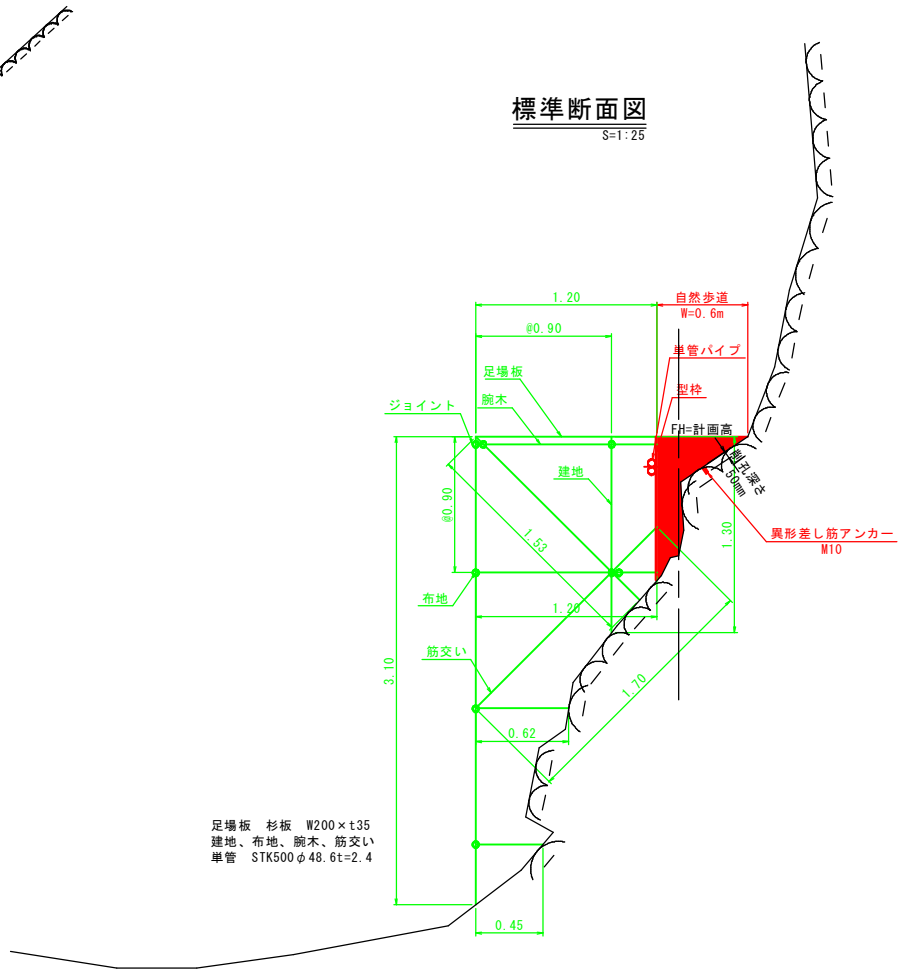 標準断面図
S=1:25
1.20
自然歩道
W=0.6m
@0.90
単管パイプ
足場板
型枠
腕木
ジョイント
FH=計画高
削孔深さ
50mm
建地
@0.90
1.53
1.30
異形差し筋アンカー
M10
布地
1.20
筋交い
3.10
1.70
0.62
足場板 杉板 W200×t35
建地、布地、腕木、筋交い
単管 STK500φ48.6t=2.4
0.45